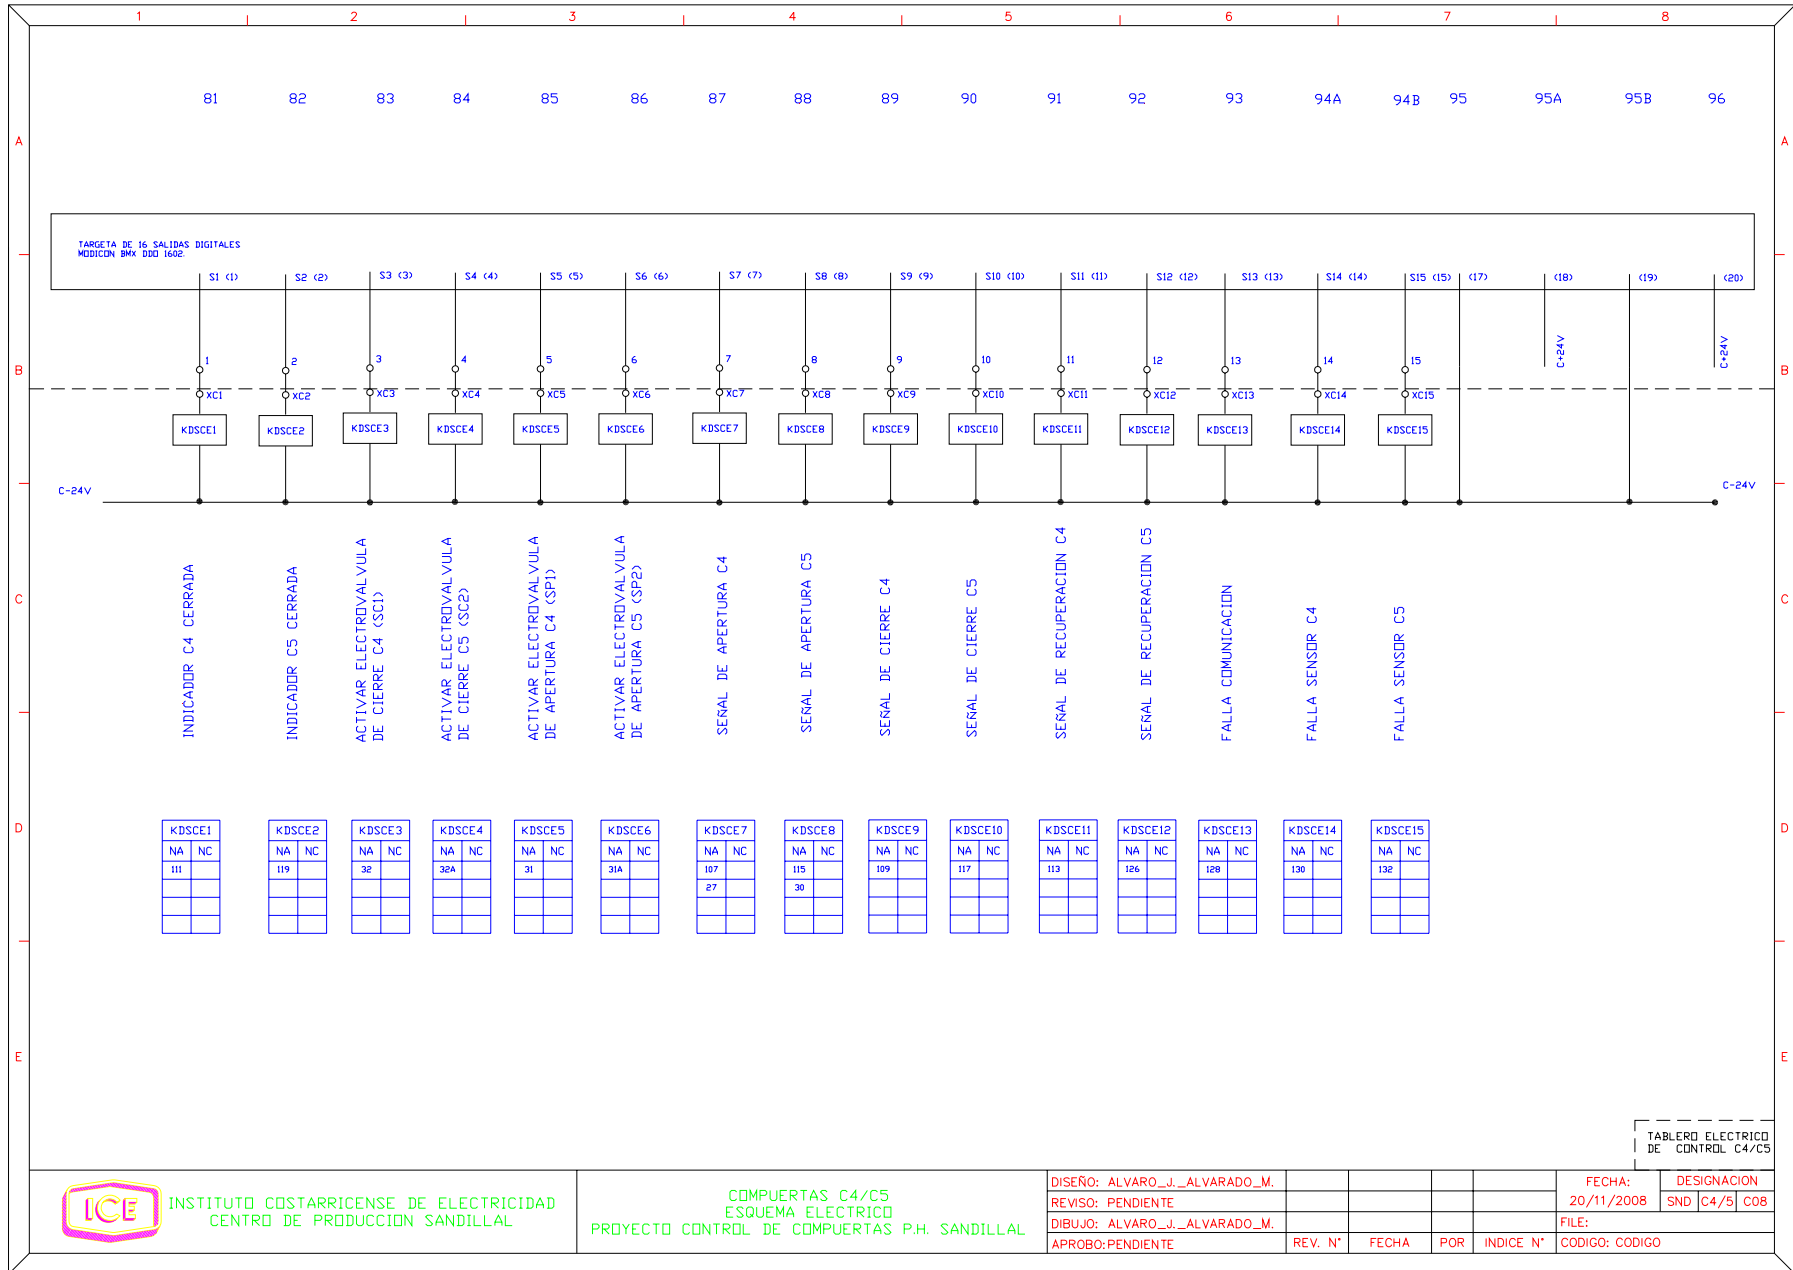 1 2 3 4 5 6 7 8
81 82 83 84 85 86 87 88 89 90 91 92 93 94A 94B 95 95A 95B 96
A A
TARGETA DE 16 SALIDAS DIGITALES
MODICON BMX DDO 1602.
S1 (1) S2 (2) S3 (3) S4 (4) S5 (5) S6 (6) S7 (7) S8 (8) S9 (9) S10 (10) S11 (11) S12 (12) S13 (13) S14 (14) S15 (15) (17) (18) (19) (20)
C+24V C+24V
1 2 3 4 5 6 7 8 9 10 11 12 13 14 15
B B
XC1 XC2 XC3 XC4 XC5 XC6 XC7 XC8 XC9 XC10 XC11 XC12 XC13 XC14 XC15
KDSCE1 KDSCE2 KDSCE3 KDSCE4 KDSCE5 KDSCE6 KDSCE7 KDSCE8 KDSCE9 KDSCE10 KDSCE11 KDSCE12 KDSCE13 KDSCE14 KDSCE15
C-24V C-24V
C C
INDICADOR C4 CERRADA
INDICADOR C5 CERRADA
ACTIVAR ELECTROVALVULA
DE CIERRE C4 (SC1)
ACTIVAR ELECTROVALVULA
DE CIERRE C5 (SC2)
ACTIVAR ELECTROVALVULA
DE APERTURA C4 (SP1)
ACTIVAR ELECTROVALVULA
DE APERTURA C5 (SP2)
SEÑAL DE APERTURA C4
SEÑAL DE APERTURA C5
SEÑAL DE CIERRE C4
SEÑAL DE CIERRE C5
SEÑAL DE RECUPERACION C4
SEÑAL DE RECUPERACION C5
FALLA COMUNICACION
FALLA SENSOR C4
FALLA SENSOR C5
D D
KDSCE1 KDSCE2 KDSCE3 KDSCE4 KDSCE5 KDSCE6 KDSCE7 KDSCE8 KDSCE9 KDSCE10 KDSCE11 KDSCE12 KDSCE13 KDSCE14 KDSCE15
NA NC NA NC NA NC NA NC NA NC NA NC NA NC NA NC NA NC NA NC NA NC NA NC NA NC NA NC NA NC
111 119 32 32A 31 31A 107 115 109 117 113 126 128 130 132
27 30
E E
TABLERO ELECTRICO
DE CONTROL C4/C5
ICE
INSTITUTO COSTARRICENSE DE ELECTRICIDAD
CENTRO DE PRODUCCION SANDILLAL
COMPUERTAS C4/C5
ESQUEMA ELECTRICO
PROYECTO CONTROL DE COMPUERTAS P.H. SANDILLAL
DISEÑO: ALVARO_J._ALVARADO_M.
REVISO: PENDIENTE
DIBUJO: ALVARO_J._ALVARADO_M.
APROBO: PENDIENTE
REV. N° FECHA POR INDICE N°
FECHA:
20/11/2008
DESIGNACION
SND C4/5 C08
FILE:
CODIGO: CODIGO